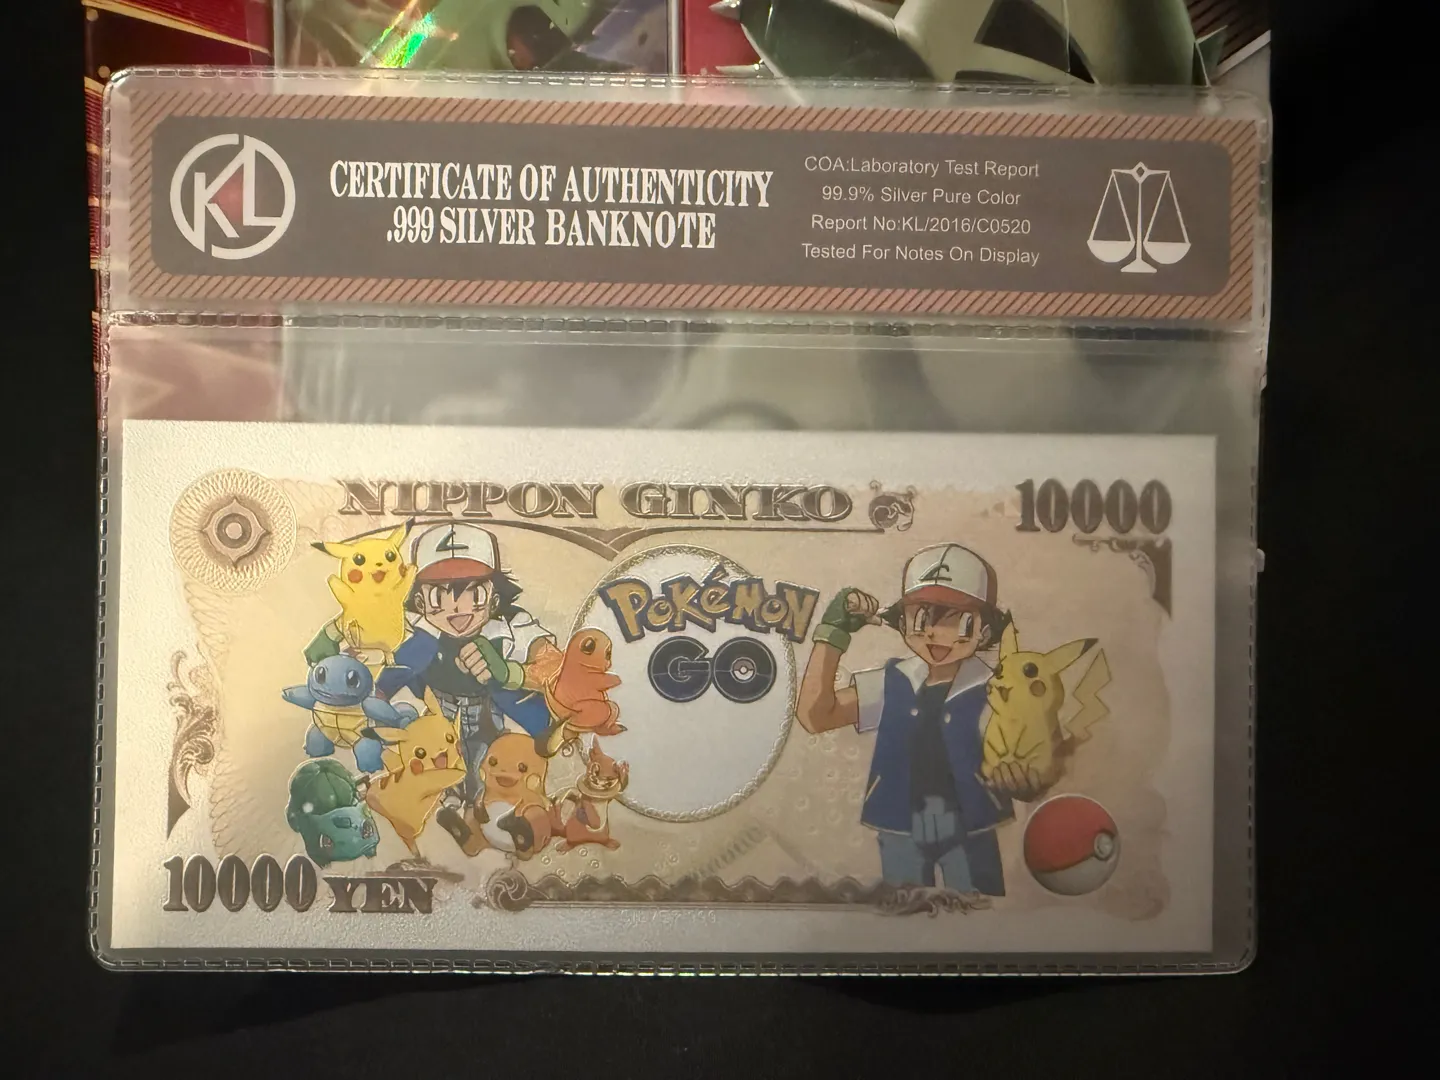 KL
CERTIFICATE OF AUTHENTICITY
.999 SILVER BANKNOTE
COA:Laboratory Test Report
99.9% Silver Pure Color
Report No:KL/2016/C0520
Tested For Notes On Display
NIPPON GINKO
10000
POKéMON
GO
10000 YEN